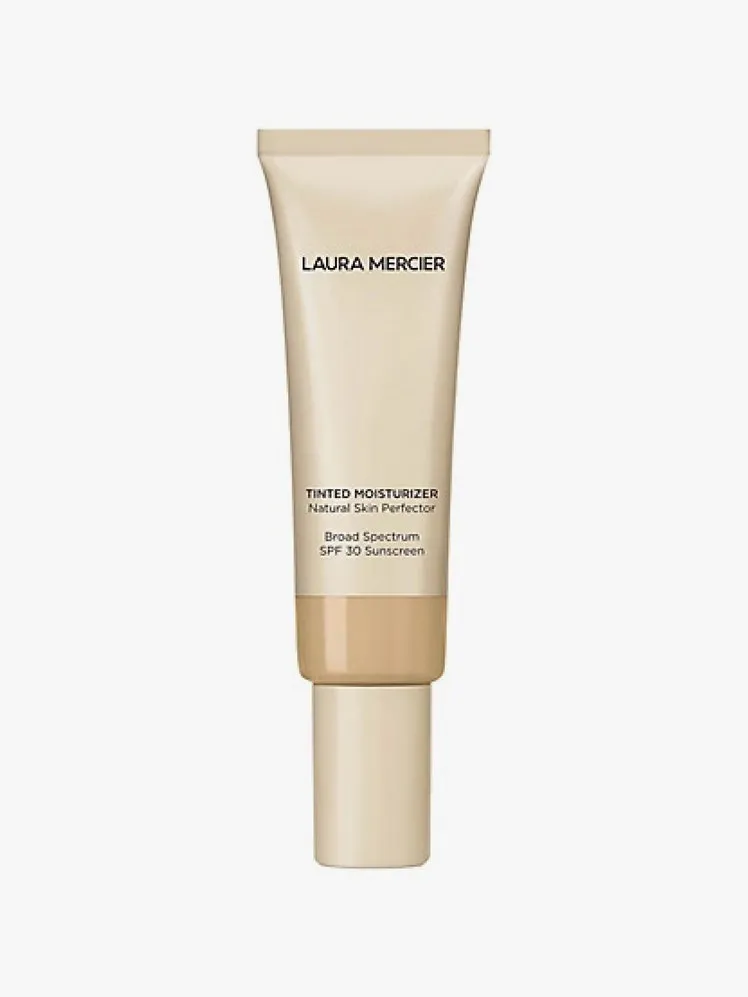 LAURA MERCIER
TINTED MOISTURIZER
Natural Skin Perfector
Broad Spectrum
SPF 30 Sunscreen